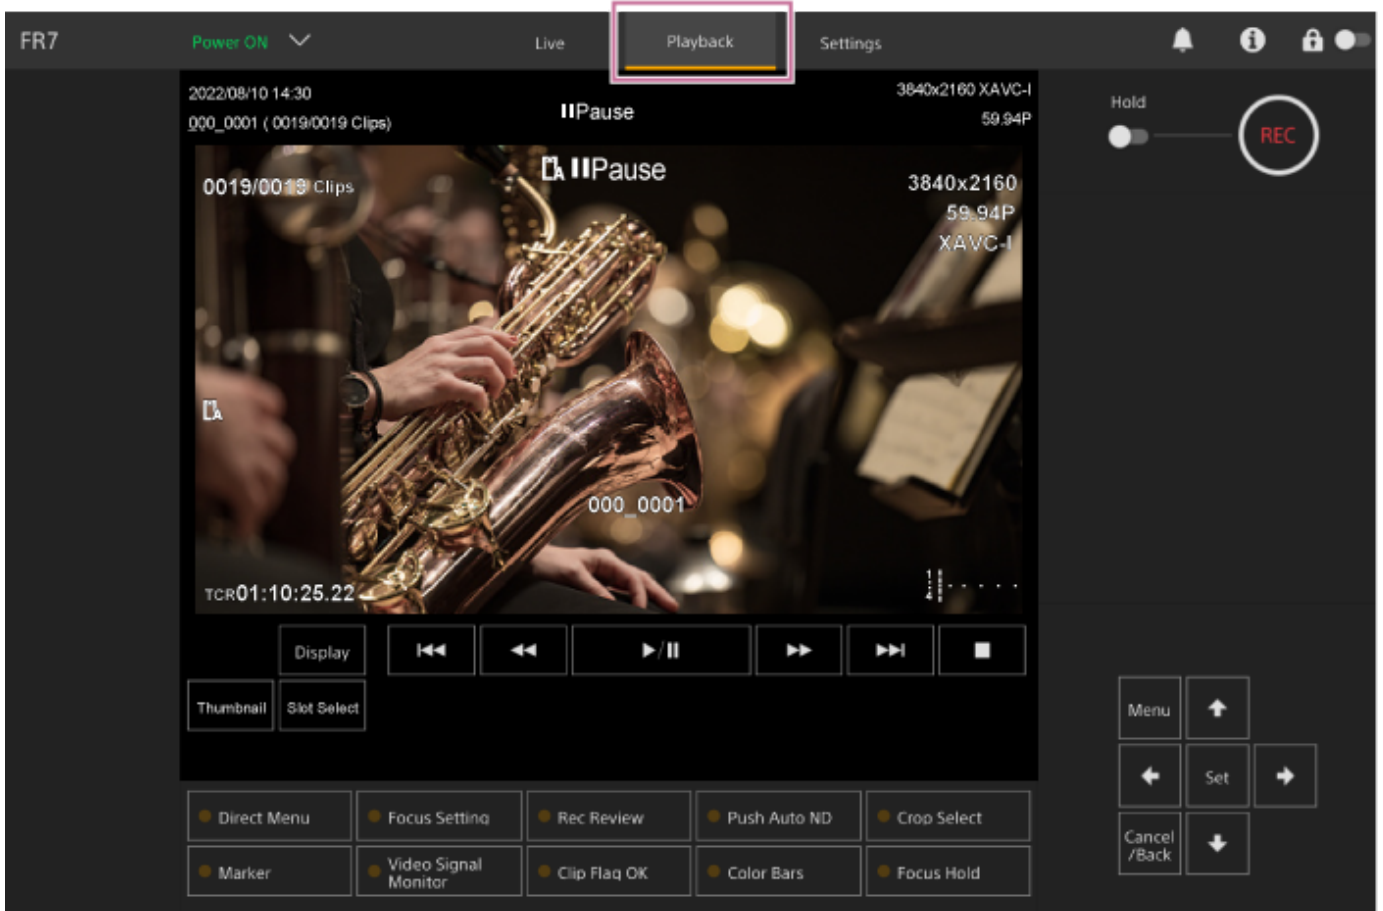 FR7
Power ON
Live
Playback
Settings
2022/08/10 14:30
000_0001 ( 0019/0019 Clips)
Pause
3840x2160 XAVC-I
59.94P
Hold
REC
0019/0019 Clips
A Pause
3840x2160
59.94P
XAVC-I
A
000_0001
TCR01:10:25.22
Display
Thumbnail
Slot Select
Menu
Set
Cancel
/Back
Direct Menu
Focus Setting
Rec Review
Push Auto ND
Crop Select
Marker
Video Signal
Monitor
Clip Flag OK
Color Bars
Focus Hold